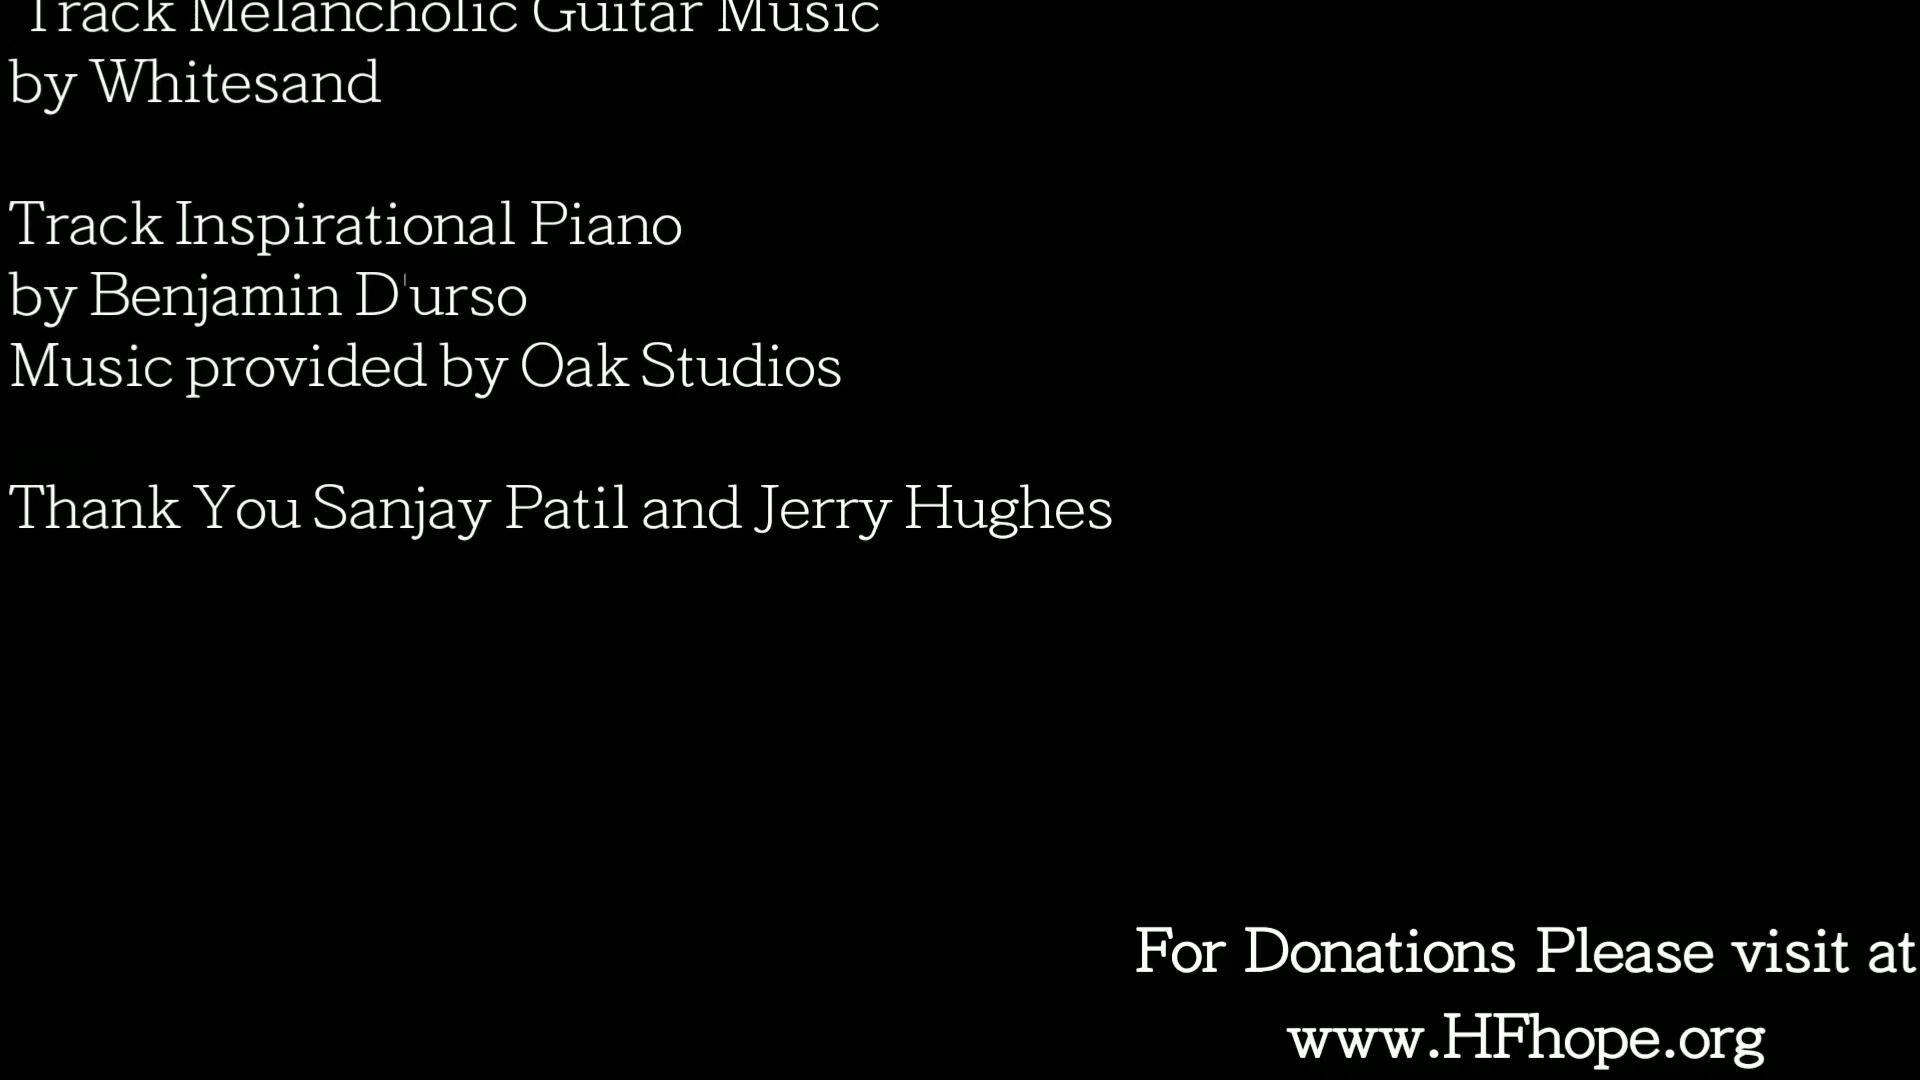 Track Melancholic Guitar Music
by Whitesand
Track Inspirational Piano
by Benjamin D'urso
Music provided by Oak Studios
Thank You Sanjay Patil and Jerry Hughes
For Donations Please visit at
www.HFhope.org